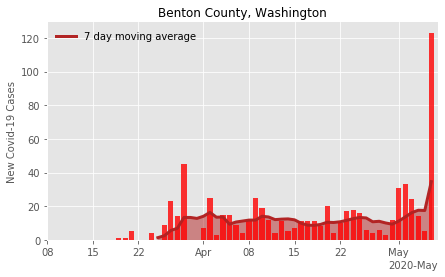 Benton County, Washington
7 day moving average
New Covid-19 Cases
120
100
80
60
40
20
0
08 15 22 Apr 08 15 22 May
2020-May